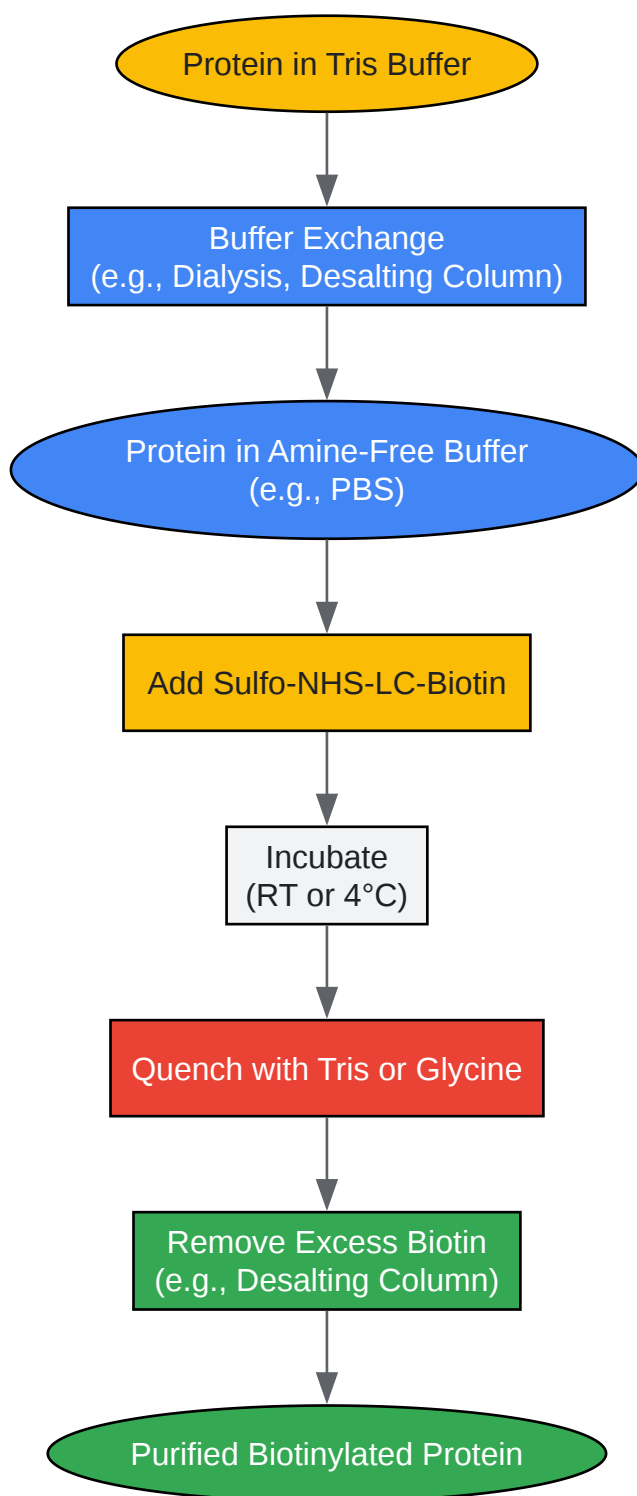 Protein in Tris Buffer
Buffer Exchange
(e.g., Dialysis, Desalting Column)
Protein in Amine-Free Buffer
(e.g., PBS)
Add Sulfo-NHS-LC-Biotin
Incubate
(RT or 4°C)
Quench with Tris or Glycine
Remove Excess Biotin
(e.g., Desalting Column)
Purified Biotinylated Protein